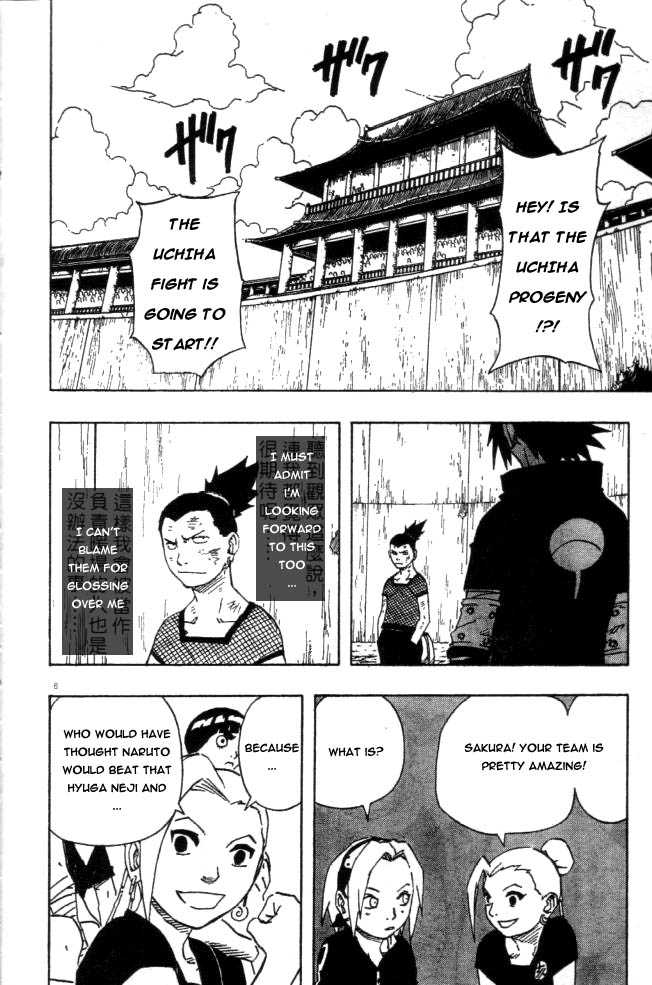 ザワ
ザワ
ザワ
HEY! IS
THAT THE
UCHIHA
PROGENY
!?!
THE
UCHIHA
FIGHT IS
GOING TO
START!!
I MUST
ADMIT
I'M
LOOKING
FORWARD
TO THIS
TOO
...
I CAN'T
BLAME
THEM FOR
GLOSSING
OVER ME
6
SAKURA! YOUR TEAM IS
PRETTY AMAZING!
WHAT IS?
BECAUSE
...
WHO WOULD HAVE
THOUGHT NARUTO
WOULD BEAT THAT
HYUGA NEJI AND
...